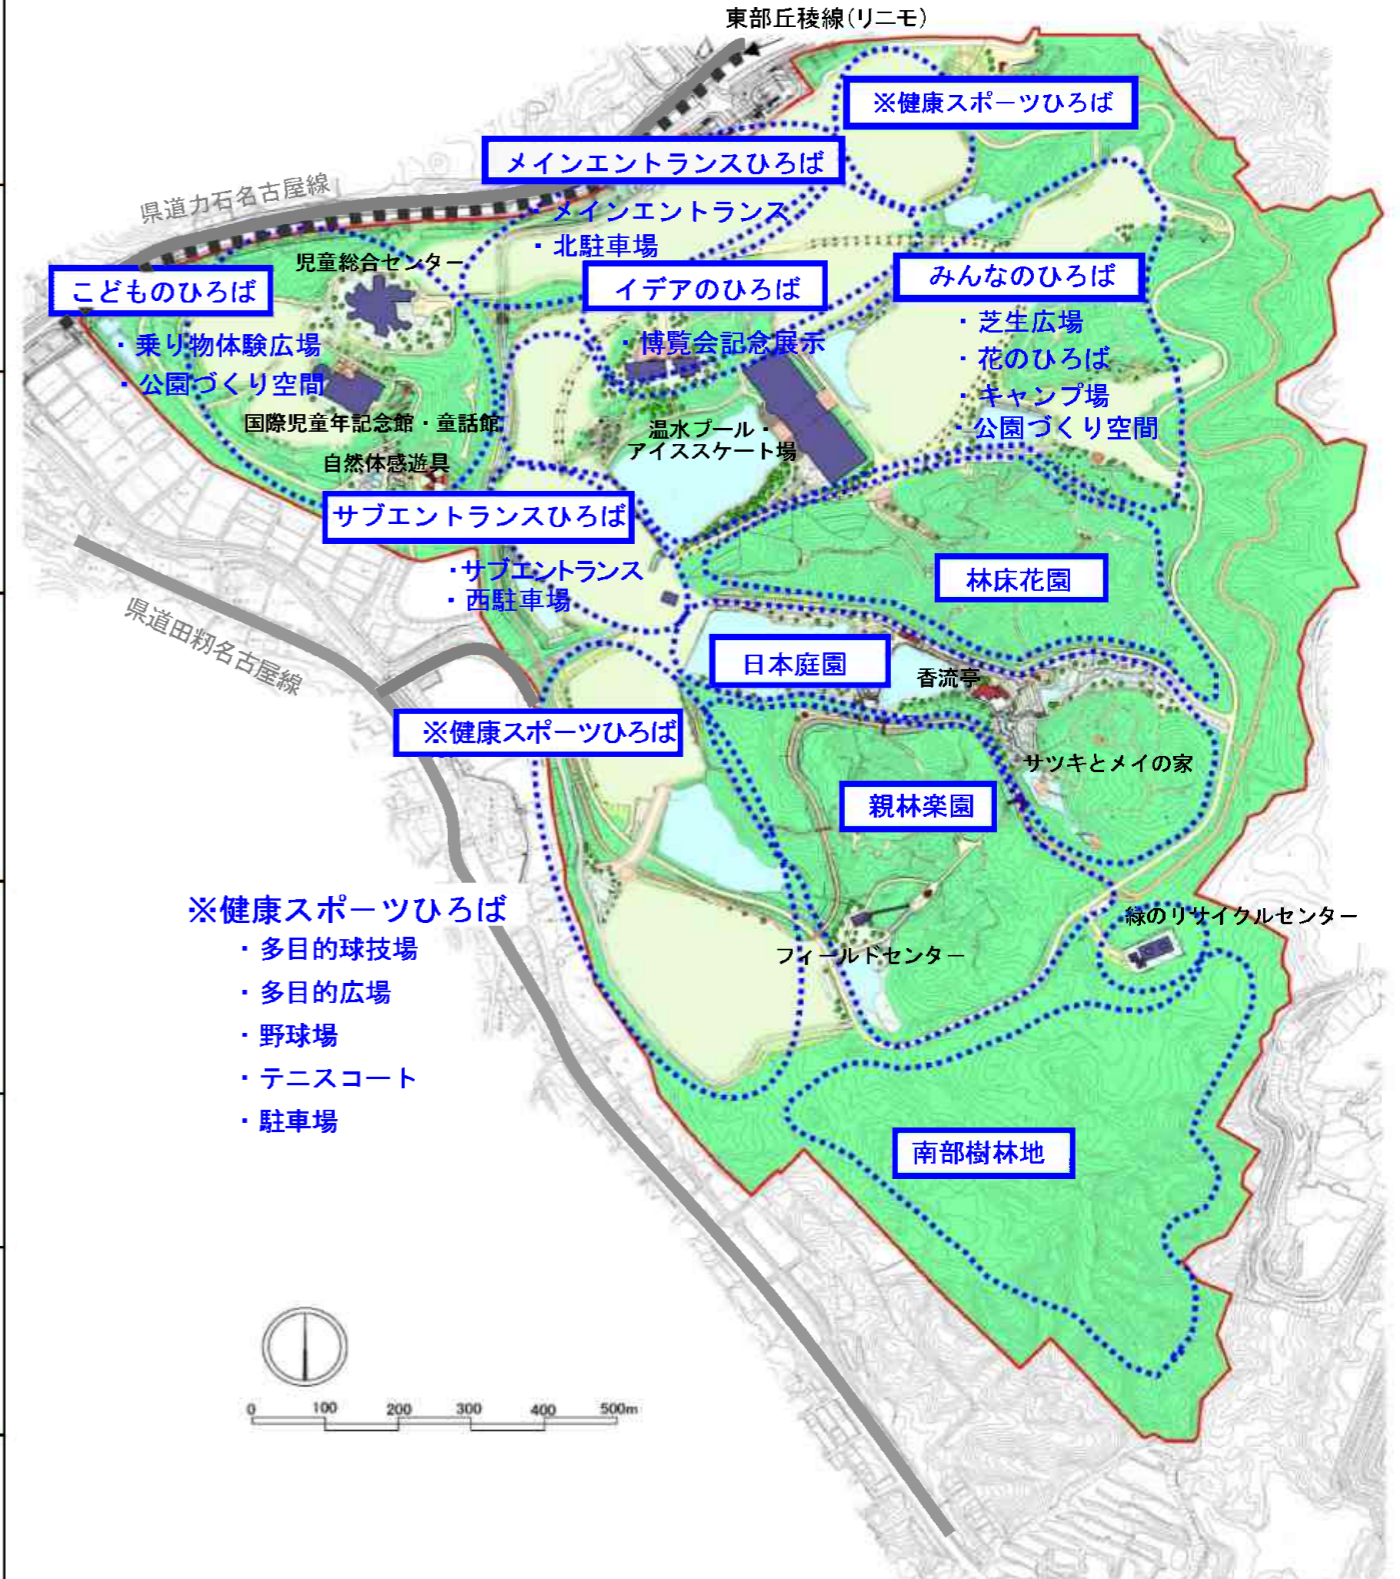 東部丘稜線(リニモ)
※健康スポーツひろば
メインエントランスひろば
県道力石名古屋線
・メインエントランス
・北駐車場
児童総合センター
こどものひろば
イデアのひろば
みんなのひろば
・乗り物体験広場
・公園づくり空間
・博覧会記念展示
・芝生広場
・花のひろば
・キャンプ場
・公園づくり空間
国際児童年記念館・童話館
温水プール・
アイススケート場
自然体感遊具
サブエントランスひろば
・サブエントランス
・西駐車場
林床花園
県道田籾名古屋線
日本庭園
香流亭
※健康スポーツひろば
サツキとメイの家
親林楽園
※健康スポーツひろば
・多目的球技場
・多目的広場
・野球場
・テニスコート
・駐車場
緑のリサイクルセンター
フィールドセンター
南部樹林地
0 100 200 300 400 500m